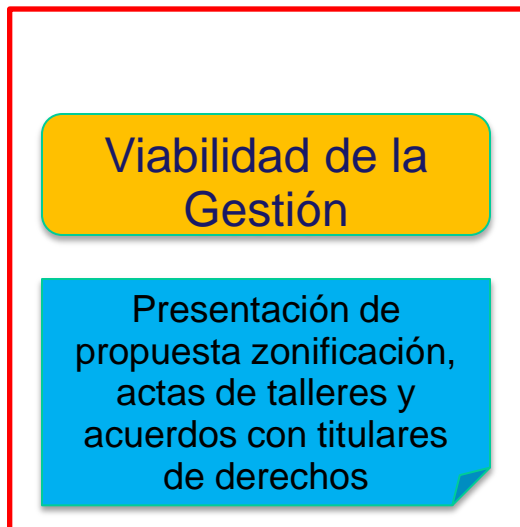 Viabilidad de la
Gestión
Presentación de
propuesta zonificación,
actas de talleres y
acuerdos con titulares
de derechos